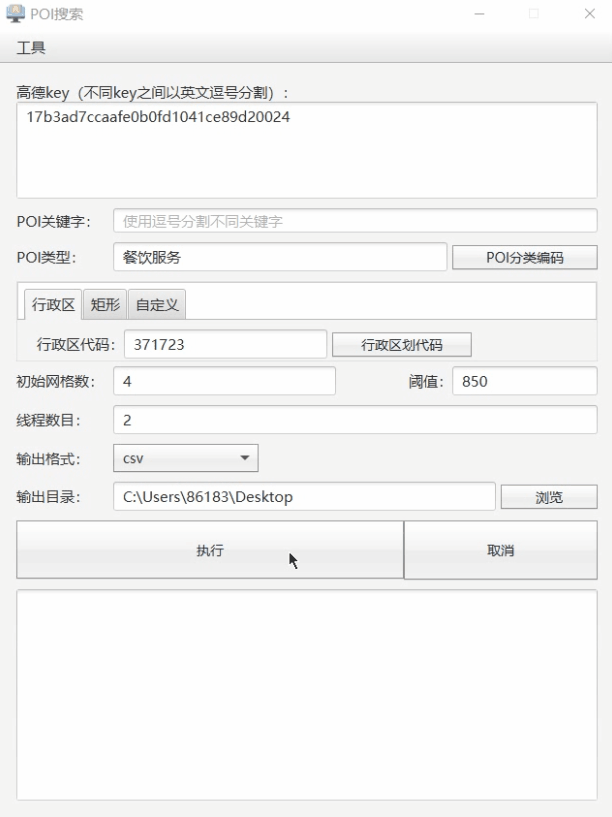 POI搜索
工具
高德key（不同key之间以英文逗号分割）:
17b3ad7ccaafe0b0fd1041ce89d20024
POI关键字: 使用逗号分割不同关键字
POI类型: 餐饮服务 POI分类编码
行政区 矩形 自定义
行政区代码: 371723 行政区划代码
初始网格数: 4 阈值: 850
线程数目: 2
输出格式: csv
输出目录: C:\Users\86183\Desktop 浏览
执行 取消